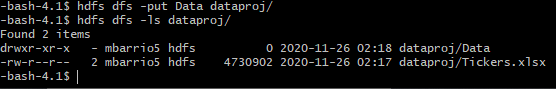 -bash-4.1$ hdfs dfs -put Data dataproj/
-bash-4.1$ hdfs dfs -ls dataproj/
Found 2 items
drwxr-xr-x   - mbarrio5 hdfs          0 2020-11-26 02:18 dataproj/Data
-rw-r--r--   2 mbarrio5 hdfs    4730902 2020-11-26 02:17 dataproj/Tickers.xlsx
-bash-4.1$